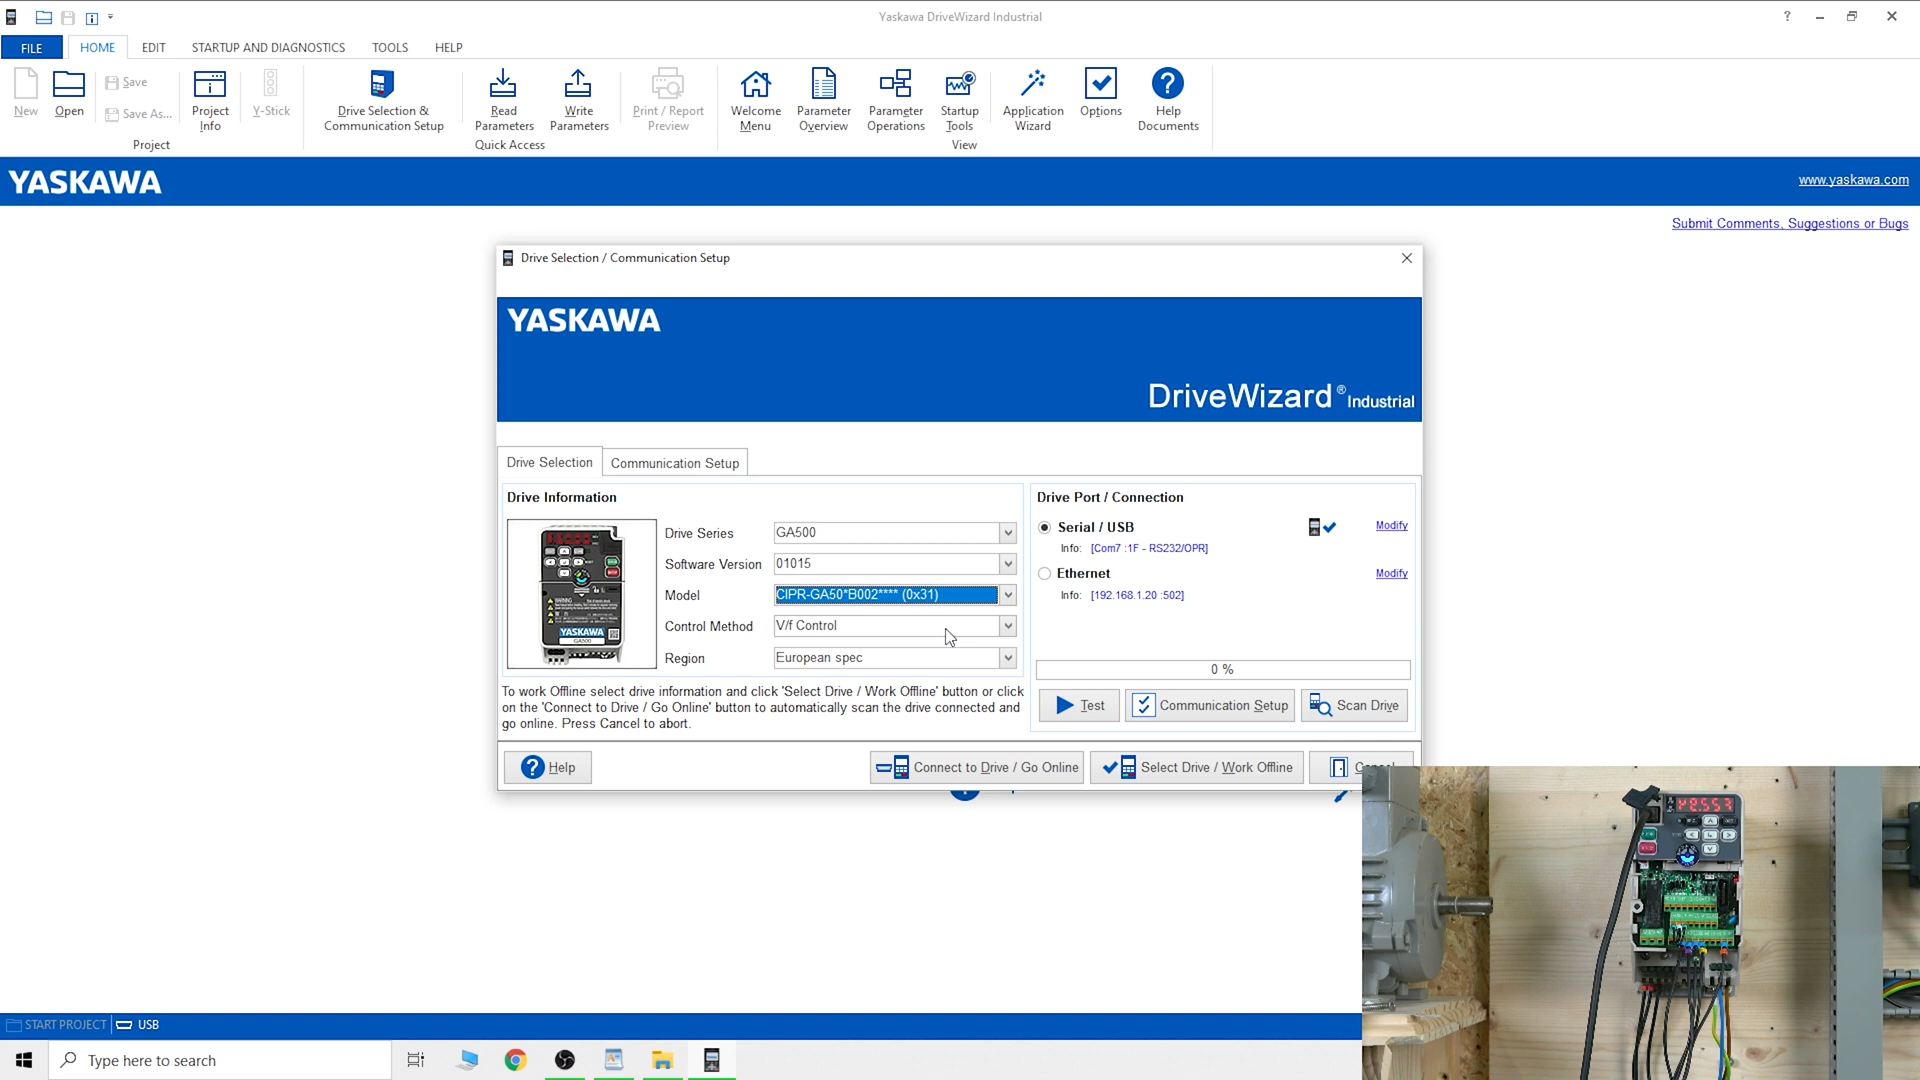 Yaskawa DriveWizard Industrial
FILE
HOME
EDIT
STARTUP AND DIAGNOSTICS
TOOLS
HELP
New
Open
Save
Save As...
Project Info
Y-Stick
Project
Drive Selection & Communication Setup
Read Parameters
Write Parameters
Print / Report Preview
Quick Access
Welcome Menu
Parameter Overview
Parameter Operations
Startup Tools
Application Wizard
Options
Help Documents
View
YASKAWA
www.yaskawa.com
Submit Comments, Suggestions or Bugs
Drive Selection / Communication Setup
YASKAWA
DriveWizard ® Industrial
Drive Selection
Communication Setup
Drive Information
Drive Series
GA500
Software Version
01015
Model
CIPR-GA50*B002**** (0x31)
Control Method
V/f Control
Region
European spec
WARNING
YASKAWA
GA500
To work Offline select drive information and click 'Select Drive / Work Offline' button or click
on the 'Connect to Drive / Go Online' button to automatically scan the drive connected and
go online. Press Cancel to abort.
Drive Port / Connection
Serial / USB
Modify
Info: [Com7 :1F - RS232/OPR]
Ethernet
Modify
Info: [192.168.1.20 :502]
0 %
Test
Communication Setup
Scan Drive
Help
Connect to Drive / Go Online
Select Drive / Work Offline
START PROJECT
USB
Type here to search